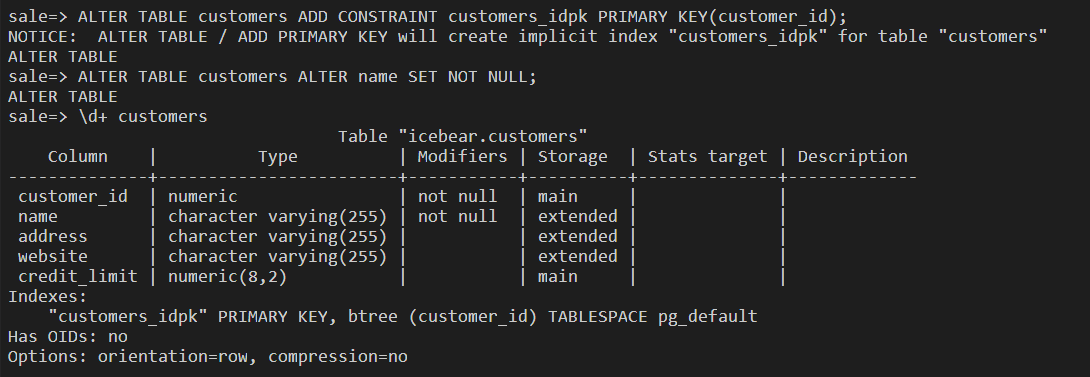 sale=> ALTER TABLE customers ADD CONSTRAINT customers_idpk PRIMARY KEY(customer_id);
NOTICE:  ALTER TABLE / ADD PRIMARY KEY will create implicit index "customers_idpk" for table "customers"
ALTER TABLE
sale=> ALTER TABLE customers ALTER name SET NOT NULL;
ALTER TABLE
sale=> \d+ customers
                                 Table "icebear.customers"
    Column    |          Type          | Modifiers | Storage  | Stats target | Description
--------------+------------------------+-----------+----------+--------------+-------------
 customer_id  | numeric                | not null  | main     |              |
 name         | character varying(255) | not null  | extended |              |
 address      | character varying(255) |           | extended |              |
 website      | character varying(255) |           | extended |              |
 credit_limit | numeric(8,2)           |           | main     |              |
Indexes:
    "customers_idpk" PRIMARY KEY, btree (customer_id) TABLESPACE pg_default
Has OIDs: no
Options: orientation=row, compression=no